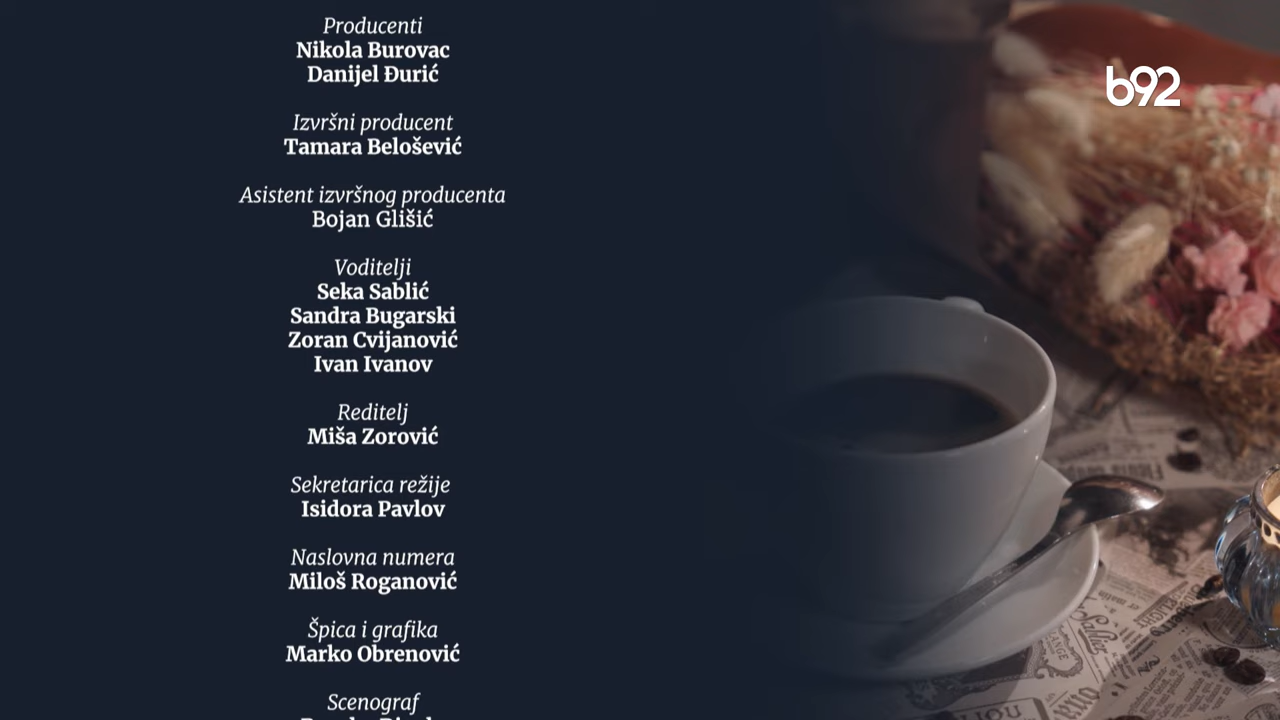 Producenti
Nikola Burovac
Danijel Đurić
Izvršni producent
Tamara Belošević
Asistent izvršnog producenta
Bojan Glišić
Voditelji
Seka Sablić
Sandra Bugarski
Zoran Cvijanović
Ivan Ivanov
Reditelj
Miša Zorović
Sekretarica režije
Isidora Pavlov
Naslovna numera
Miloš Roganović
Špica i grafika
Marko Obrenović
Scenograf
b92